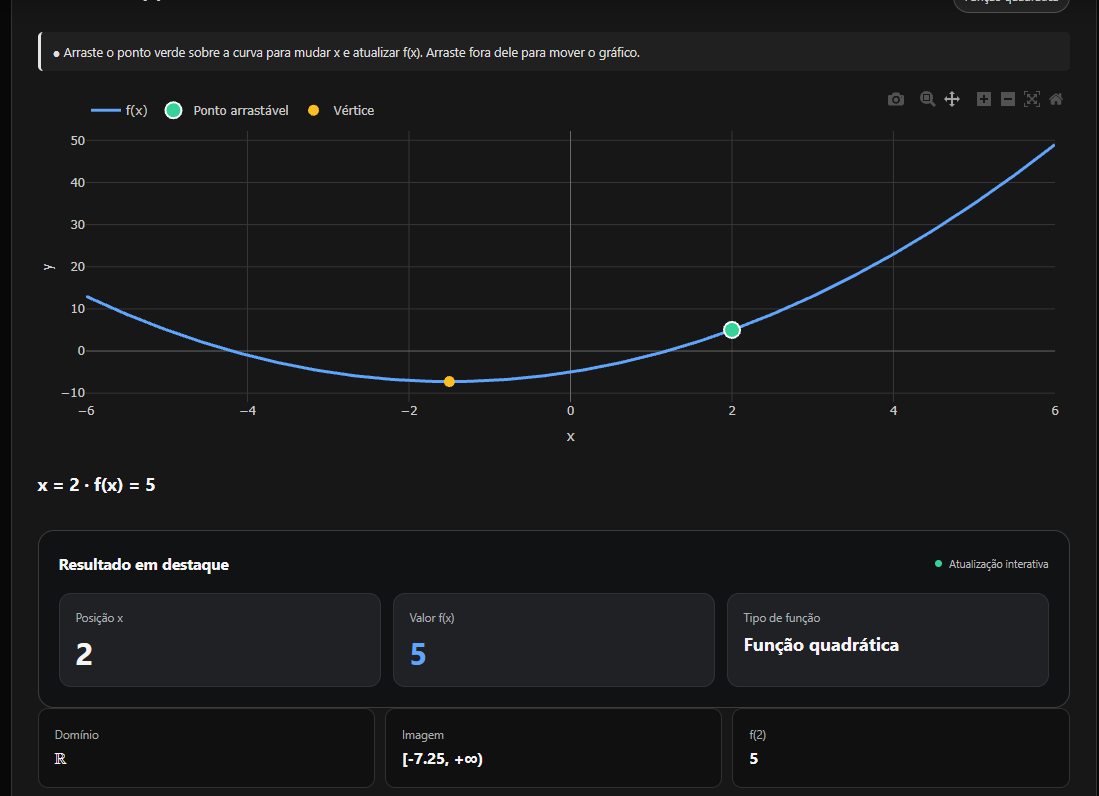 Função quadrática
● Arraste o ponto verde sobre a curva para mudar x e atualizar f(x). Arraste fora dele para mover o gráfico.
f(x)
Ponto arrastável
Vértice
50
40
30
20
10
0
−10
y
−6
−4
−2
0
2
4
6
x
x = 2 · f(x) = 5
Resultado em destaque
Atualização interativa
Posição x
2
Valor f(x)
5
Tipo de função
Função quadrática
Domínio
ℝ
Imagem
[-7.25, +∞)
f(2)
5